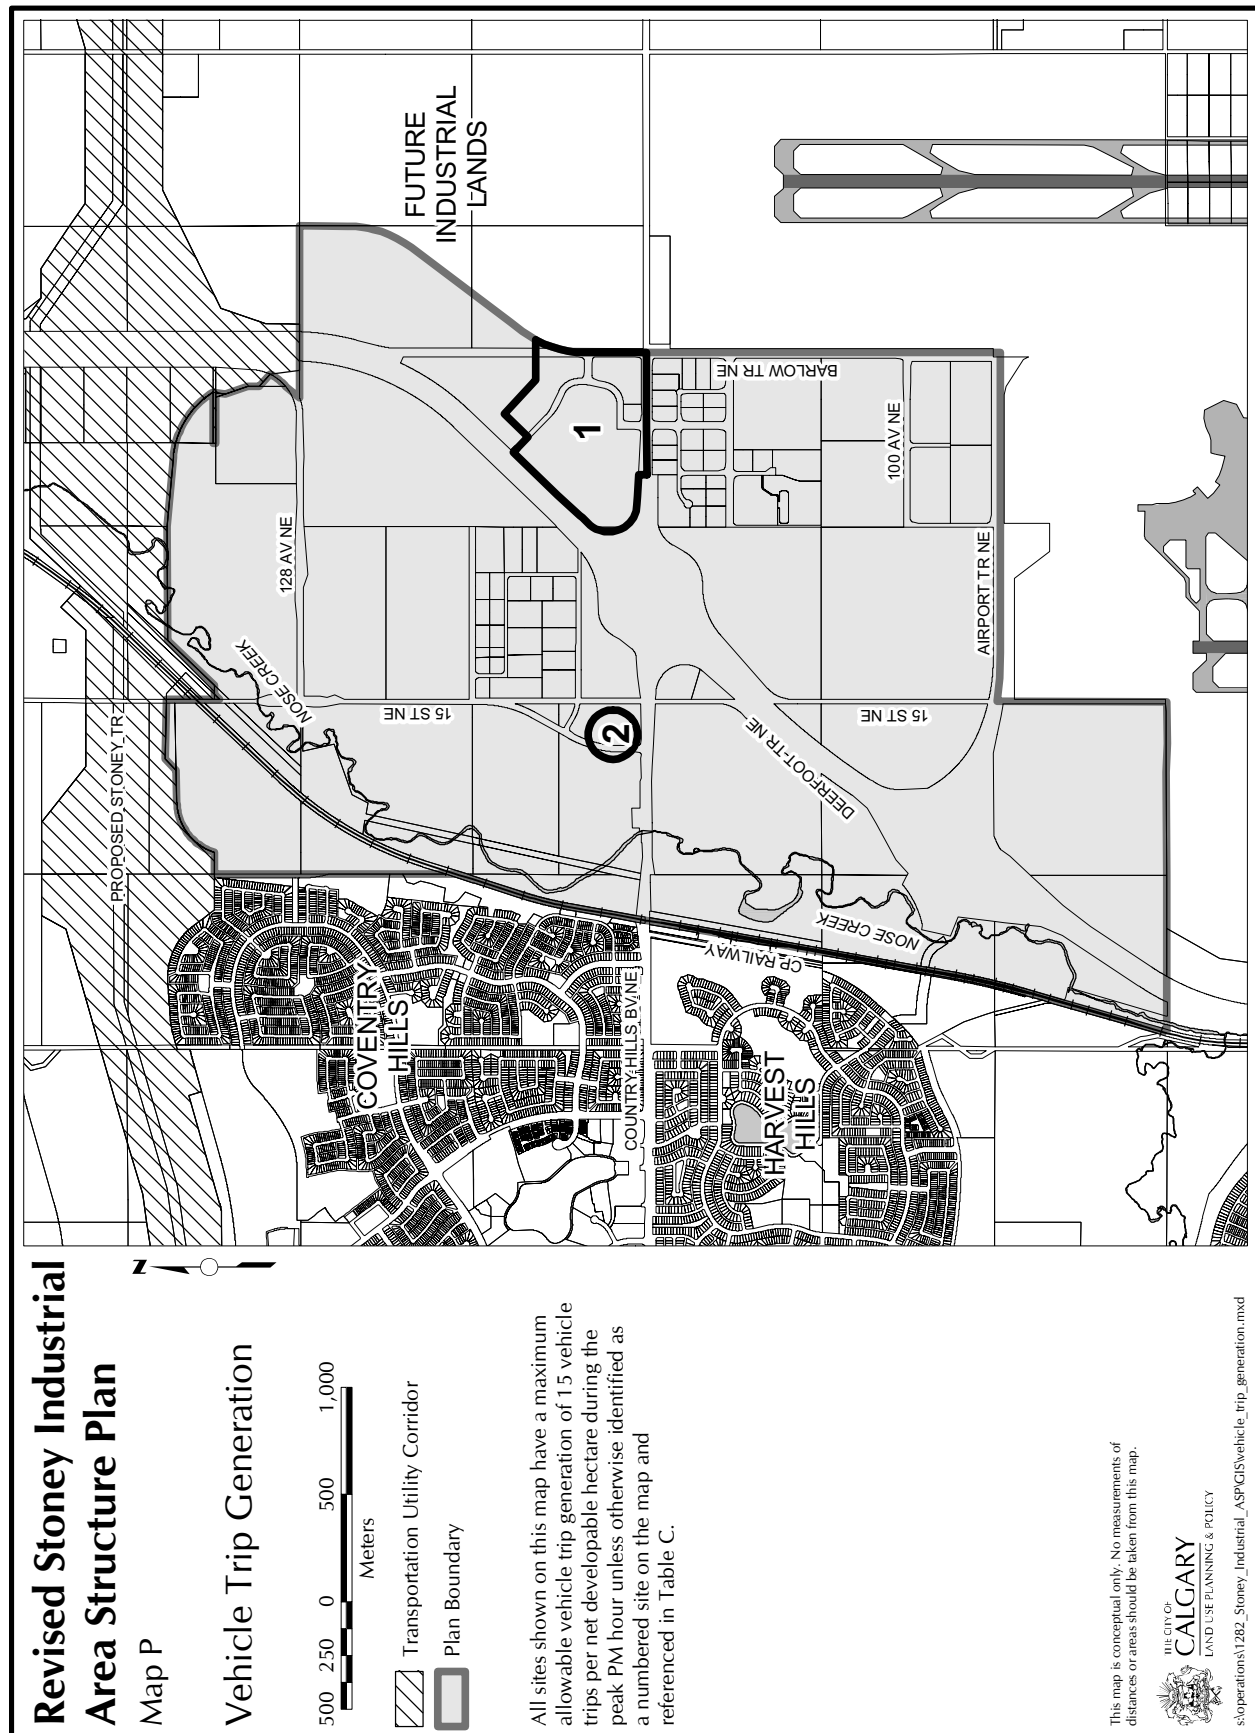 Revised Stoney Industrial
Area Structure Plan
Map P
Vehicle Trip Generation
500 250 0 500 1,000
Meters
Transportation Utility Corridor
Plan Boundary
All sites shown on this map have a maximum
allowable vehicle trip generation of 15 vehicle
trips per net developable hectare during the
peak PM hour unless otherwise identified as
a numbered site on the map and
referenced in Table C.
This map is conceptual only. No measurements of
distances or areas should be taken from this map.
THE CITY OF
CALGARY
LAND USE PLANNING & POLICY
s:\operations\1282_Stoney_Industrial_ASP\GIS\vehicle_trip_generation.mxd
N
PROPOSED STONEY TR
FUTURE
INDUSTRIAL
LANDS
128 AV NE
NOSE CREEK
15 ST NE
1
2
BARLOW TR NE
100 AV NE
AIRPORT TR NE
15 ST NE
DEERFOOT TR NE
NOSE CREEK
CP RAILWAY
COVENTRY
HILLS
COUNTRY HILLS BV NE
HARVEST
HILLS